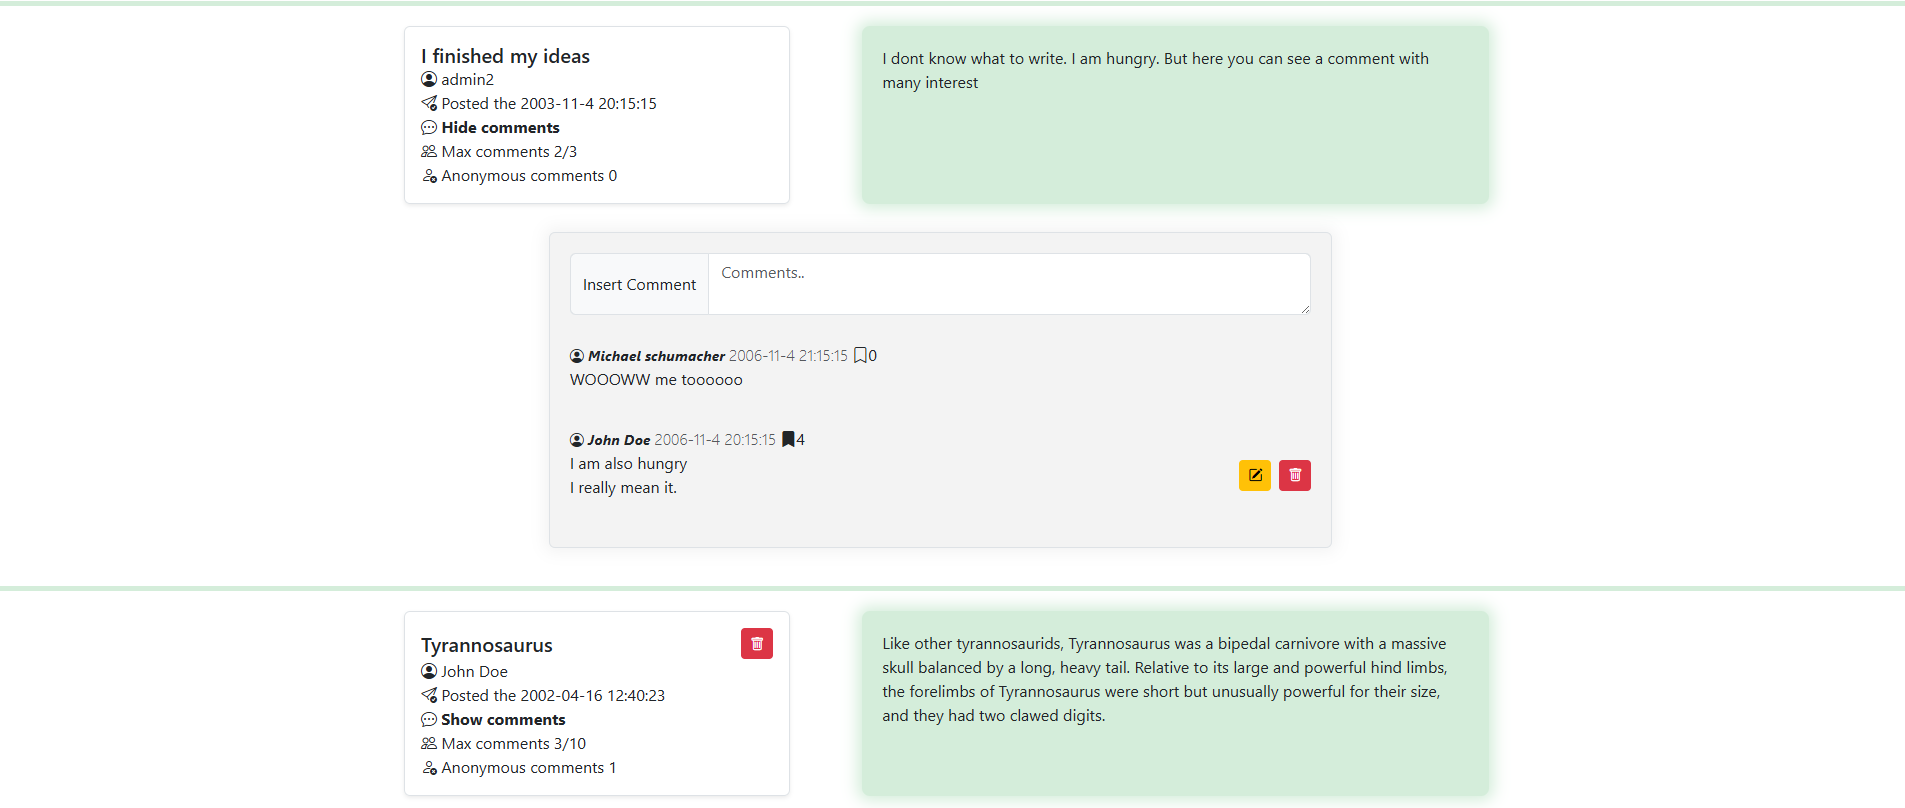 I finished my ideas
admin2
Posted the 2003-11-4 20:15:15
Hide comments
Max comments 2/3
Anonymous comments 0
I dont know what to write. I am hungry. But here you can see a comment with
many interest
Insert Comment
Comments..
Michael schumacher 2006-11-4 21:15:15 0
WOOOWW me toooooo
John Doe 2006-11-4 20:15:15 4
I am also hungry
I really mean it.
Tyrannosaurus
John Doe
Posted the 2002-04-16 12:40:23
Show comments
Max comments 3/10
Anonymous comments 1
Like other tyrannosaurids, Tyrannosaurus was a bipedal carnivore with a massive
skull balanced by a long, heavy tail. Relative to its large and powerful hind limbs,
the forelimbs of Tyrannosaurus were short but unusually powerful for their size,
and they had two clawed digits.